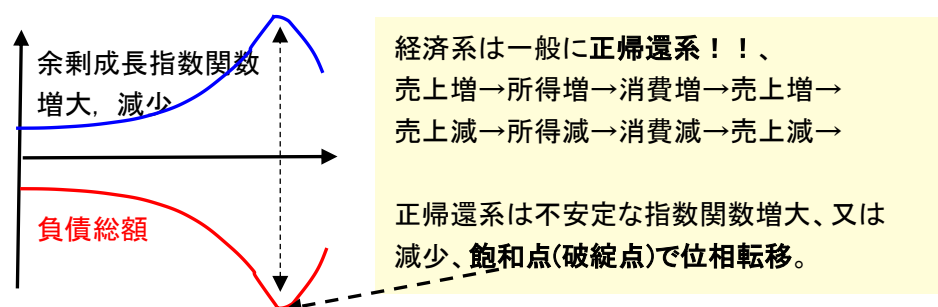 余剰成長指数関数
増大, 減少
負債総額
経済系は一般に正帰還系！！、
売上増→所得増→消費増→売上増→
売上減→所得減→消費減→売上減→
正帰還系は不安定な指数関数増大、又は
減少、飽和点(破綻点)で位相転移。